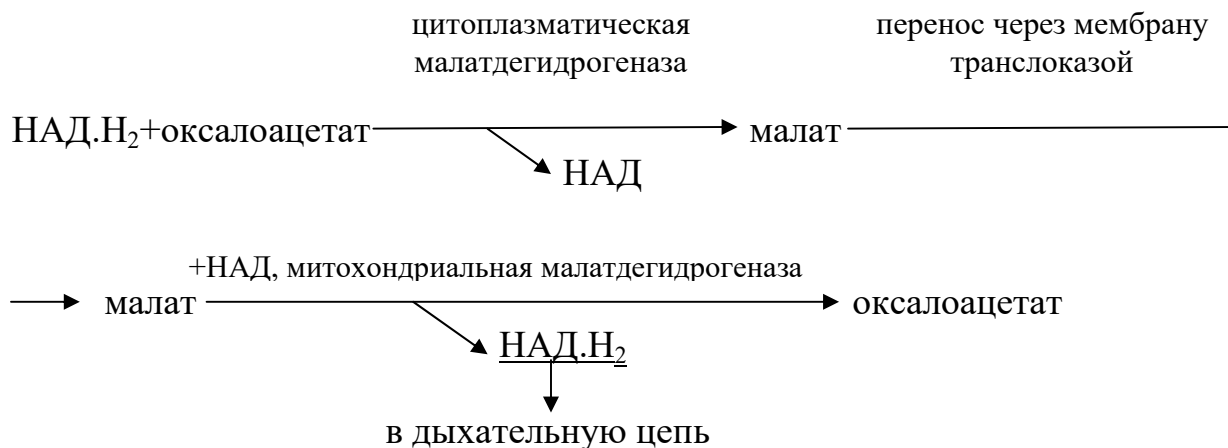 цитоплазматическая перенос через мембрану
малатдегидрогеназа транслоказой
НАД.Н₂+оксалоацетат малат
НАД
+НАД, митохондриальная малатдегидрогеназа
малат оксалоацетат
НАД.Н₂
в дыхательную цепь